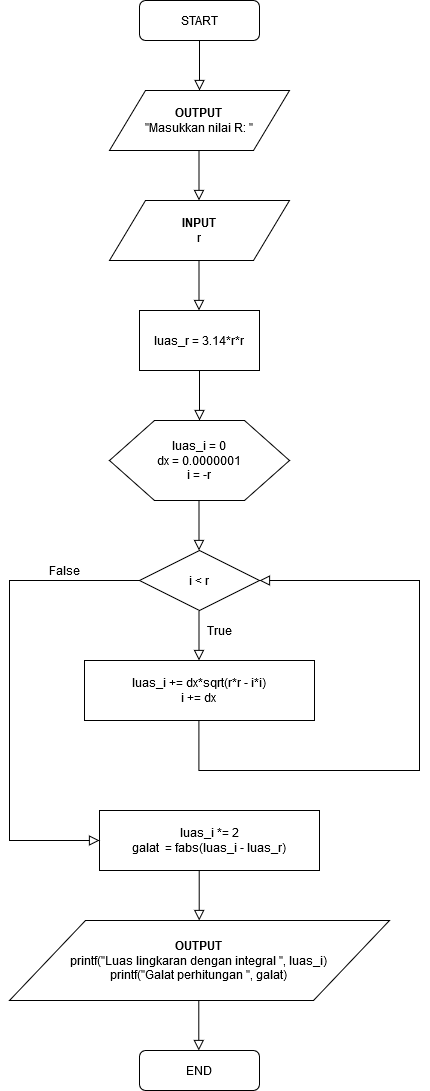 START
OUTPUT
"Masukkan nilai R: "
INPUT
r
luas_r = 3.14*r*r
luas_i = 0
dx = 0.0000001
i = -r
i < r
False
True
luas_i += dx*sqrt(r*r - i*i)
i += dx
luas_i *= 2
galat = fabs(luas_i - luas_r)
OUTPUT
printf("Luas lingkaran dengan integral ", luas_i)
printf("Galat perhitungan ", galat)
END